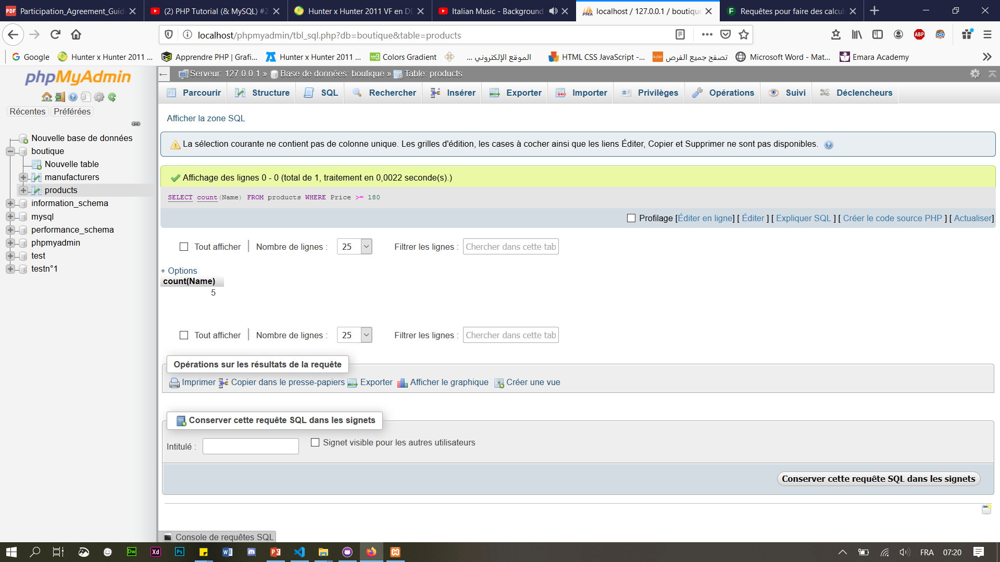 Participation_Agreement_Guid
(2) PHP Tutorial (& MySQL) #2
Hunter x Hunter 2011 VF en DD
Italian Music - Background
localhost / 127.0.0.1 / boutique
Requêtes pour faire des calculs
localhost/phpmyadmin/tbl_sql.php?db=boutique&table=products
Google
Hunter x Hunter 2011 ...
Apprendre PHP | Grafi...
Hunter x Hunter 2011 ...
Colors Gradient
الموقع الإلكتروني ...
HTML CSS JavaScript -...
تصفح جميع الفرص
Microsoft Word - Mat...
Emara Academy
phpMyAdmin
Récentes Préférées
Nouvelle base de données
boutique
Nouvelle table
manufacturers
products
information_schema
mysql
performance_schema
phpmyadmin
test
testn°1
Serveur: 127.0.0.1 » Base de données: boutique » Table: products
Parcourir Structure SQL Rechercher Insérer Exporter Importer Privilèges Opérations Suivi Déclencheurs
Afficher la zone SQL
La sélection courante ne contient pas de colonne unique. Les grilles d'édition, les cases à cocher ainsi que les liens Éditer, Copier et Supprimer ne sont pas disponibles.
Affichage des lignes 0 - 0 (total de 1, traitement en 0,0022 seconde(s).)
SELECT count(Name) FROM products WHERE Price >= 180
Profilage [Éditer en ligne] [ Éditer ] [ Expliquer SQL ] [ Créer le code source PHP ] [ Actualiser]
Tout afficher | Nombre de lignes : 25 Filtrer les lignes : Chercher dans cette tab
+ Options
count(Name)
5
Tout afficher | Nombre de lignes : 25 Filtrer les lignes : Chercher dans cette tab
Opérations sur les résultats de la requête
Imprimer Copier dans le presse-papiers Exporter Afficher le graphique Créer une vue
Conserver cette requête SQL dans les signets
Intitulé : Signet visible pour les autres utilisateurs
Conserver cette requête SQL dans les signets
Console de requêtes SQL
FRA 07:20